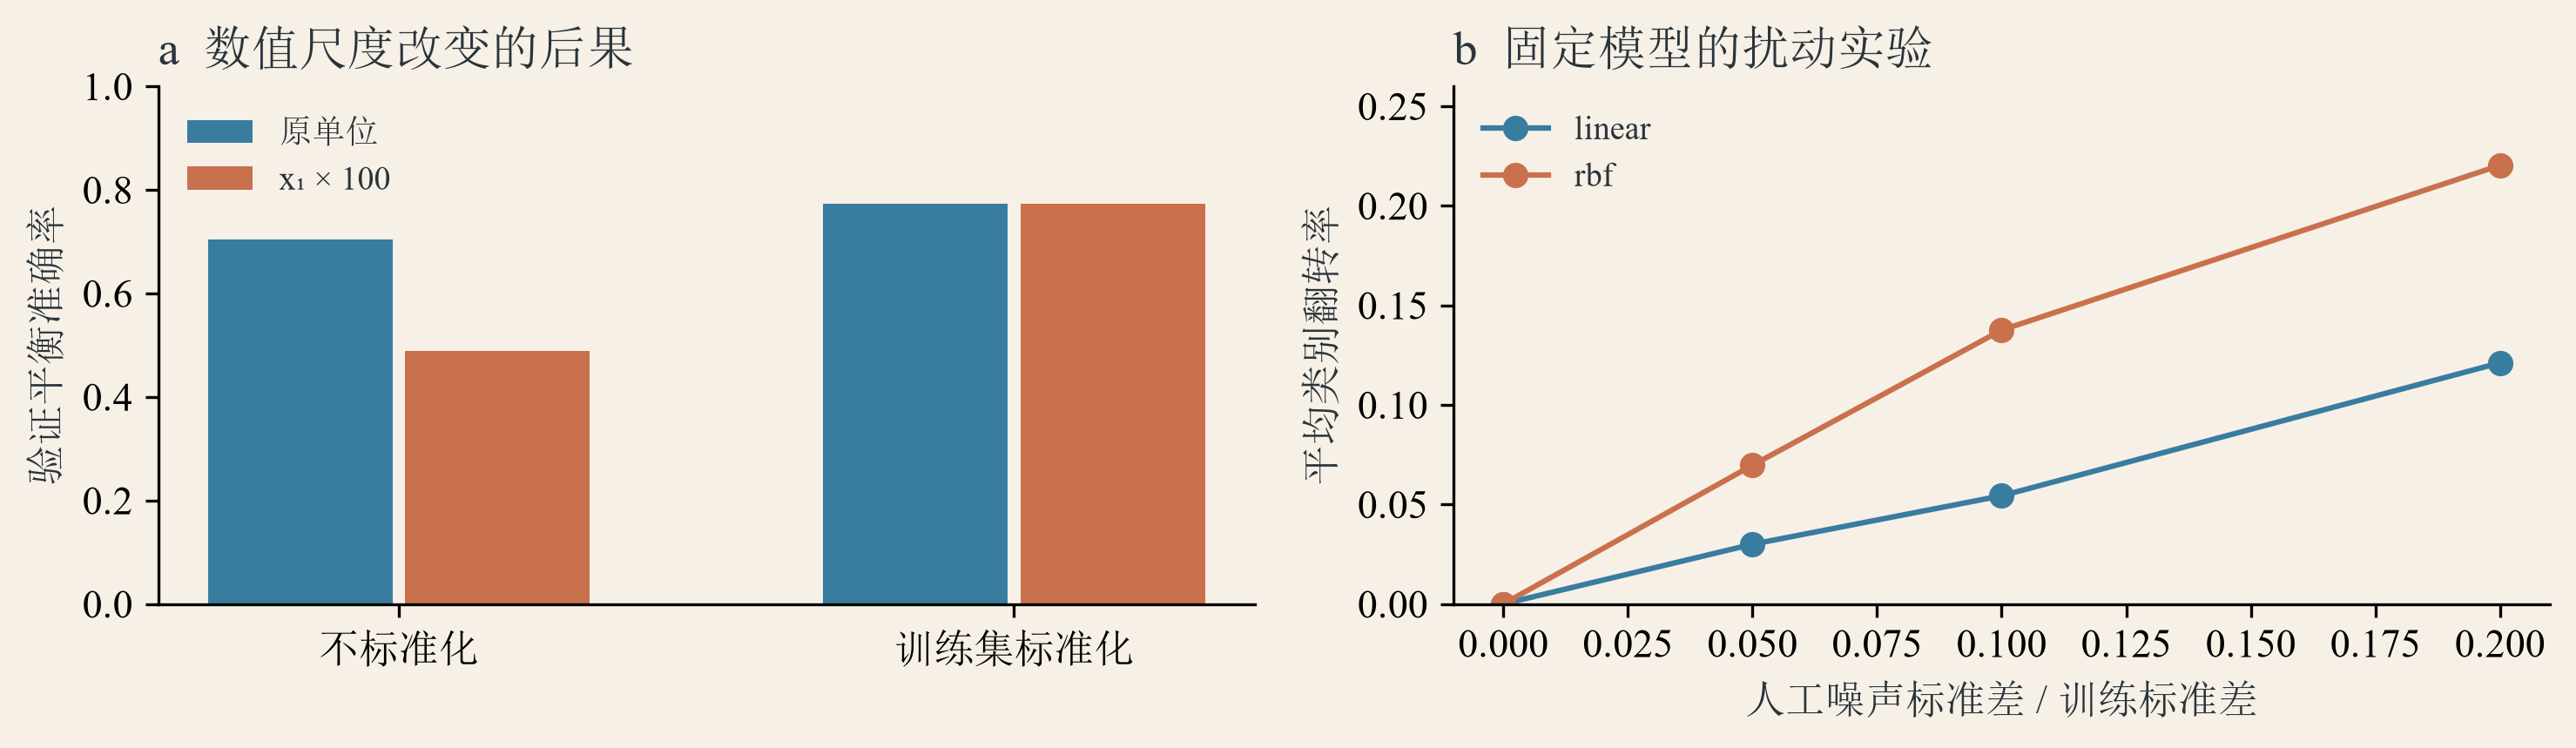 a 数值尺度改变的后果
验证平衡准确率
1.0
0.8
0.6
0.4
0.2
0.0
原单位
x₁ × 100
不标准化
训练集标准化
b 固定模型的扰动实验
平均类别翻转率
0.25
0.20
0.15
0.10
0.05
0.00
linear
rbf
0.000 0.025 0.050 0.075 0.100 0.125 0.150 0.175 0.200
人工噪声标准差 / 训练标准差